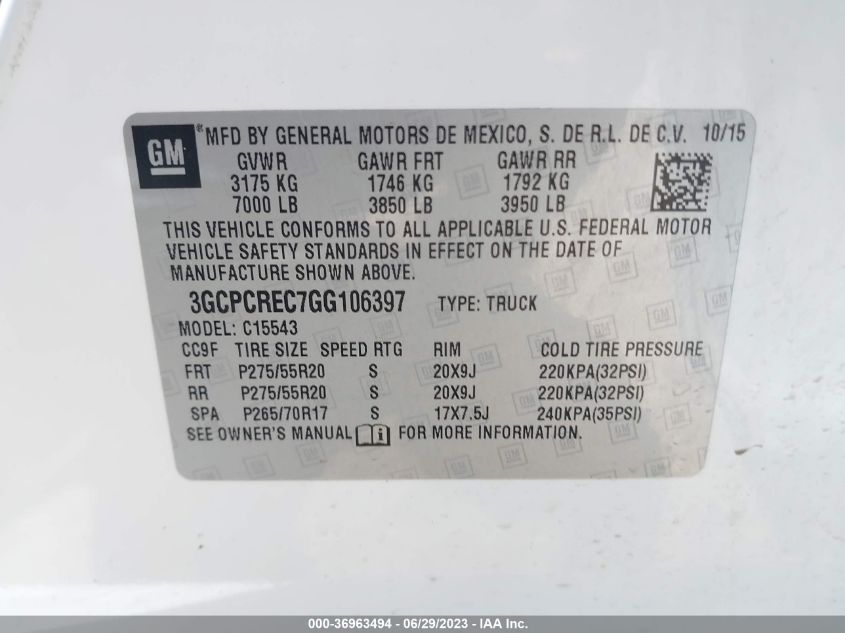 GM ® MFD BY GENERAL MOTORS DE MEXICO, S. DE R.L. DE C.V. 10/15
GVWR GAWR FRT GAWR RR
3175 KG 1746 KG 1792 KG
7000 LB 3850 LB 3950 LB
THIS VEHICLE CONFORMS TO ALL APPLICABLE U.S. FEDERAL MOTOR
VEHICLE SAFETY STANDARDS IN EFFECT ON THE DATE OF
MANUFACTURE SHOWN ABOVE.
3GCPCREC7GG106397 TYPE: TRUCK
MODEL: C15543
CC9F TIRE SIZE SPEED RTG RIM COLD TIRE PRESSURE
FRT P275/55R20 S 20X9J 220KPA(32PSI)
RR P275/55R20 S 20X9J 220KPA(32PSI)
SPA P265/70R17 S 17X7.5J 240KPA(35PSI)
SEE OWNER'S MANUAL FOR MORE INFORMATION.
000-36963494 - 06/29/2023 - IAAI Inc.